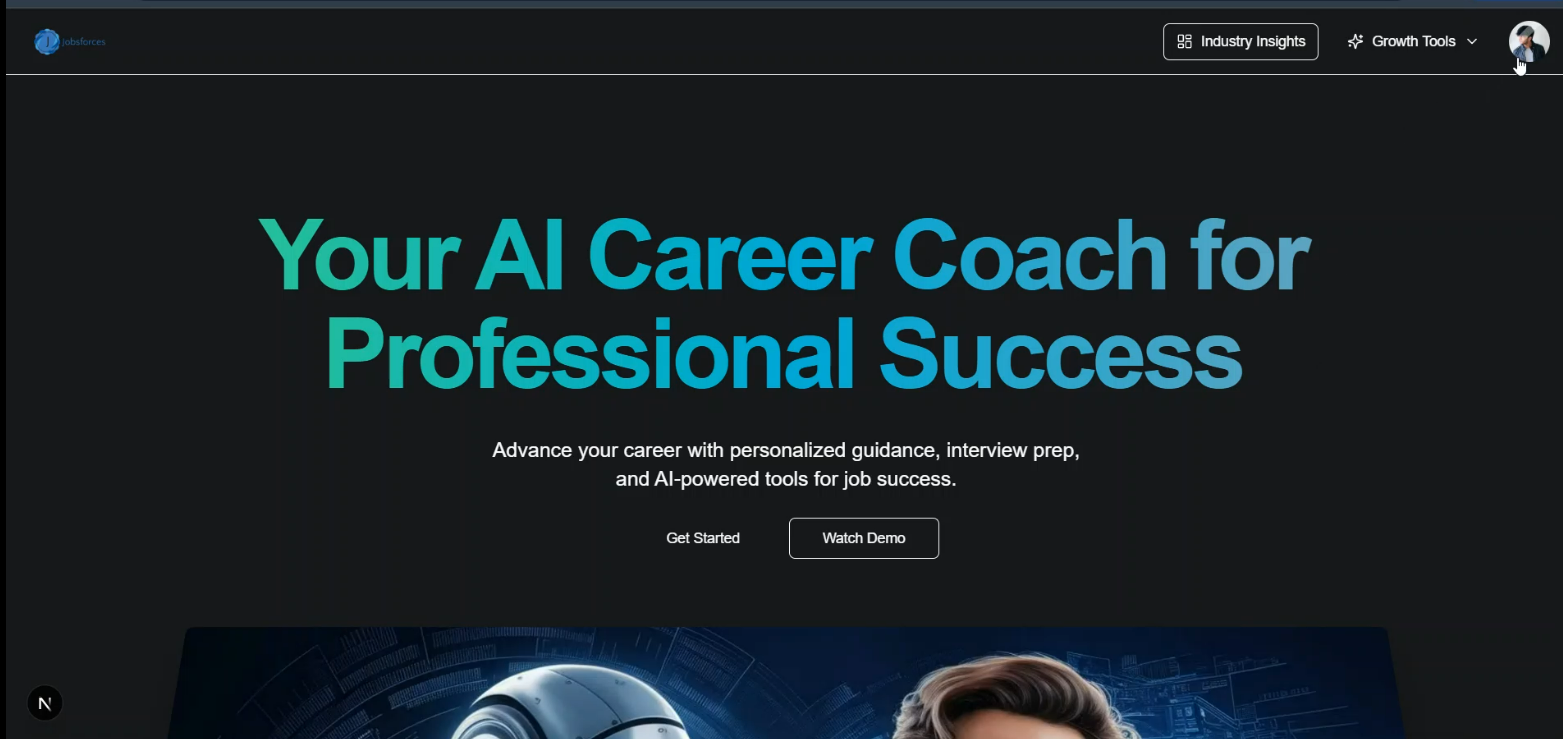 jobsforces
Industry Insights
Growth Tools
Your AI Career Coach for
Professional Success
Advance your career with personalized guidance, interview prep,
and AI-powered tools for job success.
Get Started
Watch Demo
N